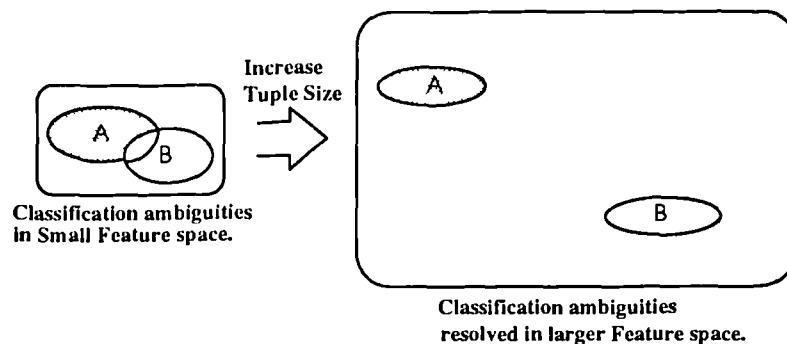 A
B
Classification ambiguities
in Small Feature space.
Increase
Tuple Size
A
B
Classification ambiguities
resolved in larger Feature space.